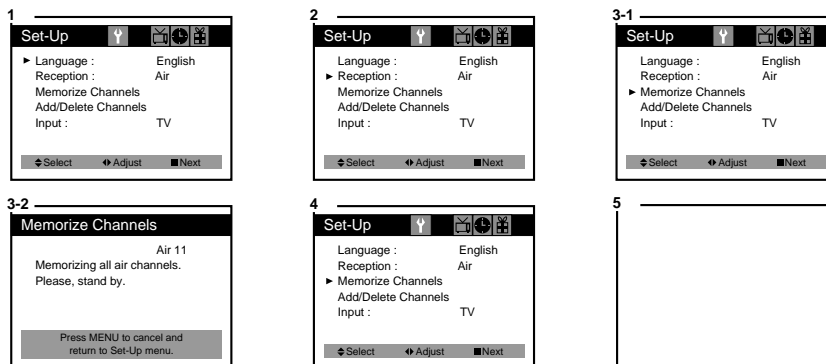 1
Set-Up
► Language : English
Reception : Air
Memorize Channels
Add/Delete Channels
Input : TV
Select Adjust Next
2
Set-Up
Language : English
► Reception : Air
Memorize Channels
Add/Delete Channels
Input : TV
Select Adjust Next
3-1
Set-Up
Language : English
Reception : Air
► Memorize Channels
Add/Delete Channels
Input : TV
Select Adjust Next
3-2
Memorize Channels
Air 11
Memorizing all air channels.
Please, stand by.
Press MENU to cancel and
return to Set-Up menu.
4
Set-Up
Language : English
Reception : Air
► Memorize Channels
Add/Delete Channels
Input : TV
Select Adjust Next
5